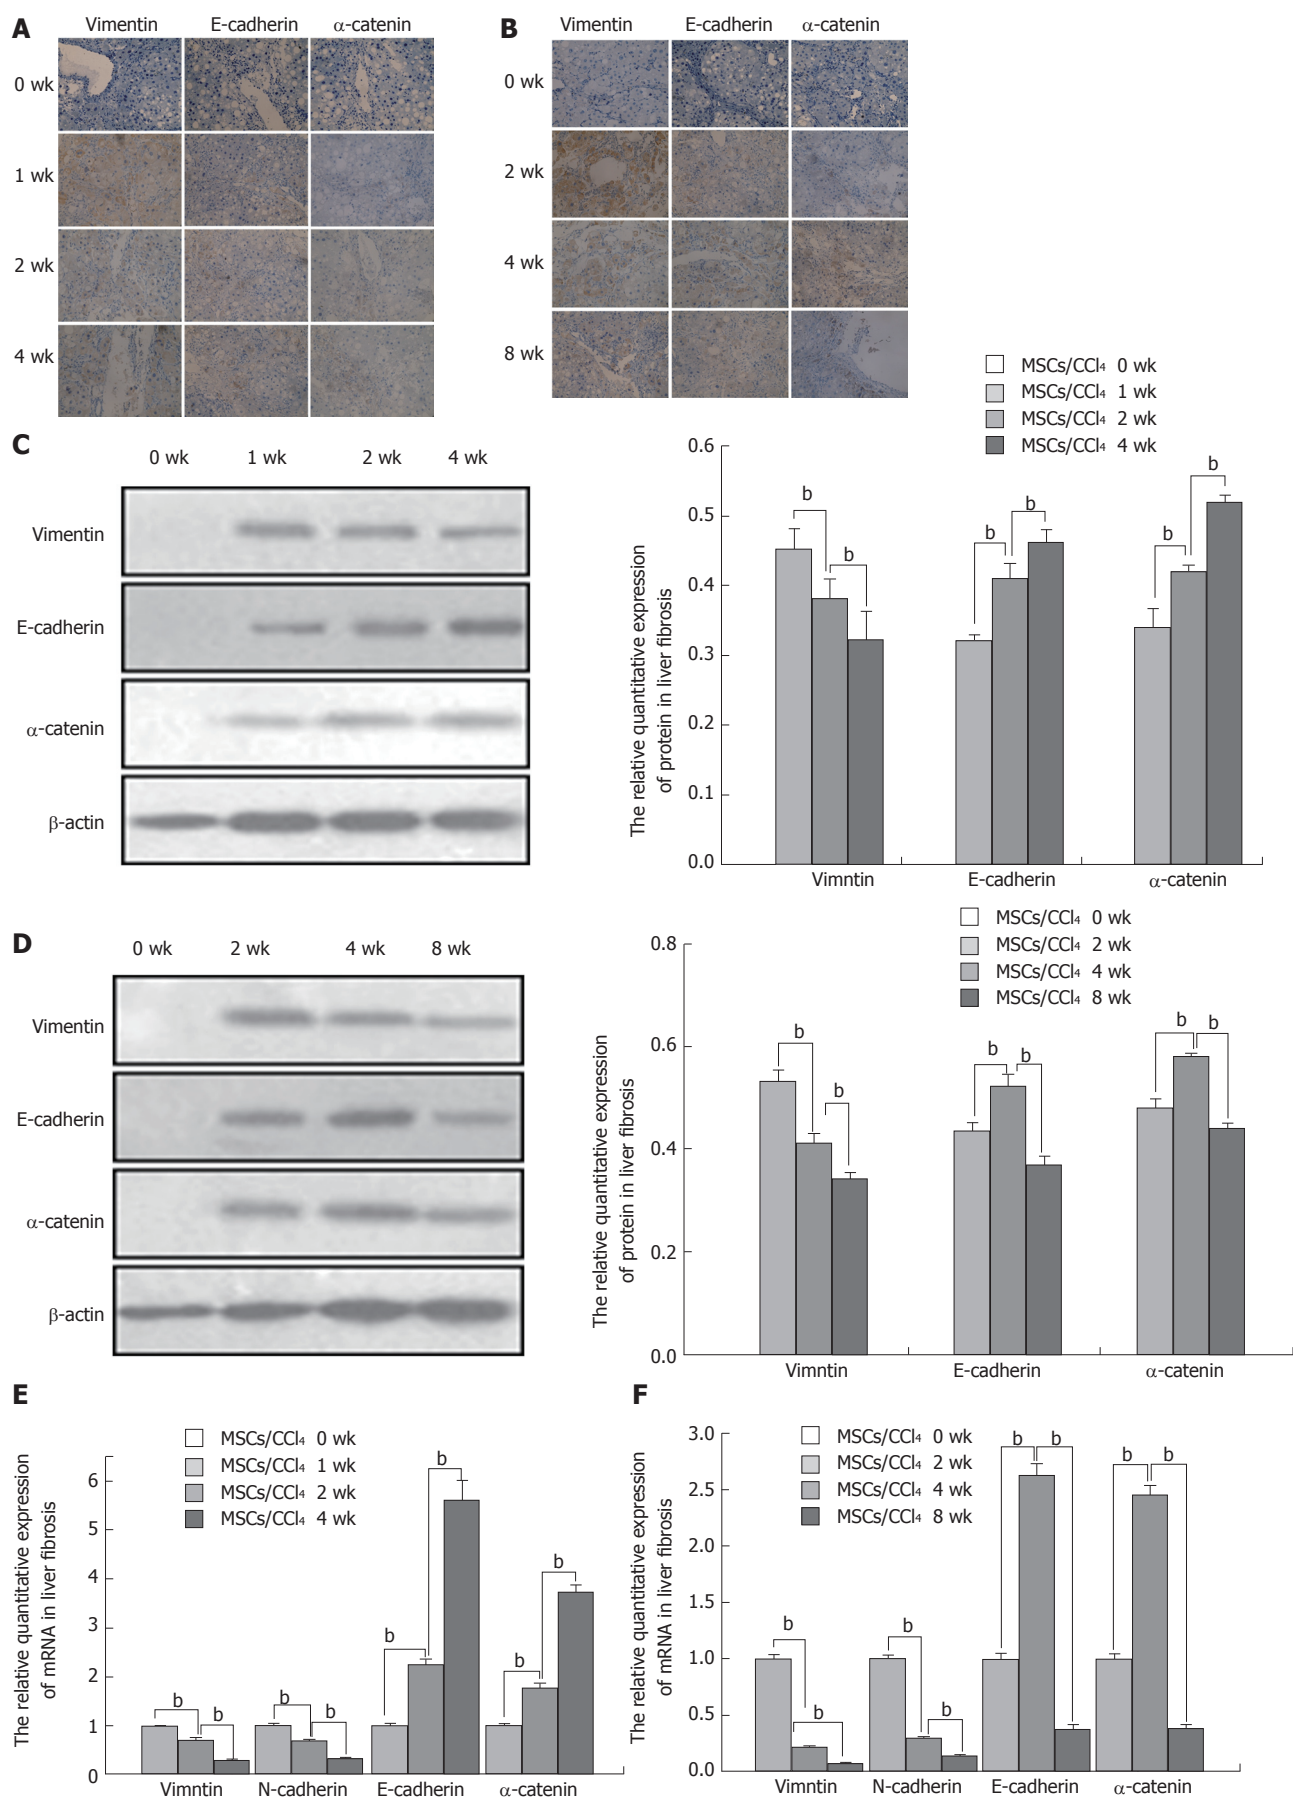 A
Vimentin E-cadherin α-catenin
0 wk
1 wk
2 wk
4 wk
B
Vimentin E-cadherin α-catenin
0 wk
2 wk
4 wk
8 wk
C
0 wk 1 wk 2 wk 4 wk
Vimentin
E-cadherin
α-catenin
β-actin
MSCs/CCl₄ 0 wk
MSCs/CCl₄ 1 wk
MSCs/CCl₄ 2 wk
MSCs/CCl₄ 4 wk
The relative quantitative expression
of protein in liver fibrosis
0.6
0.5
0.4
0.3
0.2
0.1
0.0
b b b b b b
Vimntin E-cadherin α-catenin
D
0 wk 2 wk 4 wk 8 wk
Vimentin
E-cadherin
α-catenin
β-actin
MSCs/CCl₄ 0 wk
MSCs/CCl₄ 2 wk
MSCs/CCl₄ 4 wk
MSCs/CCl₄ 8 wk
The relative quantitative expression
of protein in liver fibrosis
0.8
0.6
0.4
0.2
0.0
b b b b b b
Vimntin E-cadherin α-catenin
E
MSCs/CCl₄ 0 wk
MSCs/CCl₄ 1 wk
MSCs/CCl₄ 2 wk
MSCs/CCl₄ 4 wk
The relative quantitative expression
of mRNA in liver fibrosis
6
5
4
3
2
1
0
b b b b b b b b
Vimntin N-cadherin E-cadherin α-catenin
F
MSCs/CCl₄ 0 wk
MSCs/CCl₄ 2 wk
MSCs/CCl₄ 4 wk
MSCs/CCl₄ 8 wk
The relative quantitative expression
of mRNA in liver fibrosis
3.0
2.5
2.0
1.5
1.0
0.5
0.0
b b b b b b b b
Vimntin N-cadherin E-cadherin α-catenin